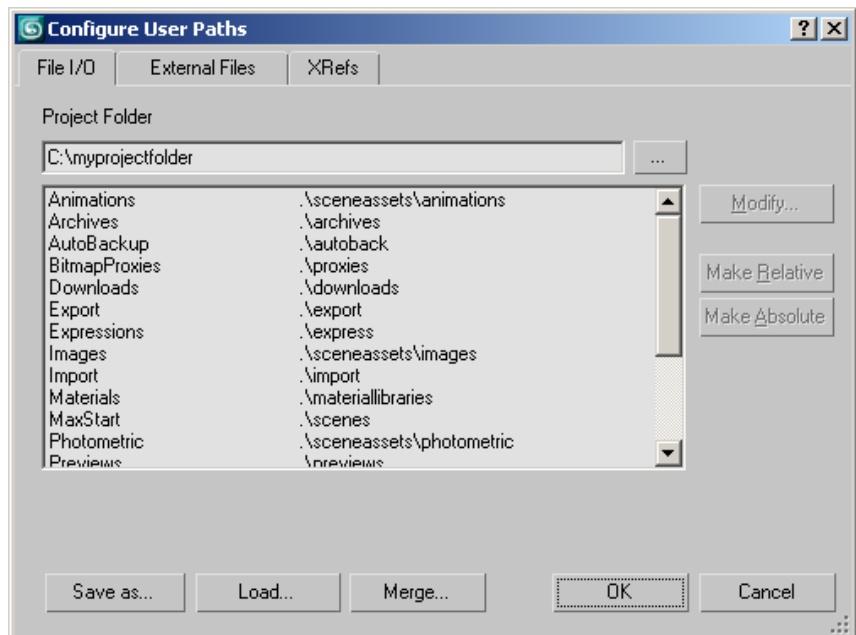 Configure User Paths
File I/O External Files XRefs
Project Folder
C:\myprojectfolder ...
Animations .\sceneassets\animations
Archives .\archives
AutoBackup .\autoback
BitmapProxies .\proxies
Downloads .\downloads
Export .\export
Expressions .\express
Images .\sceneassets\images
Import .\import
Materials .\materiallibraries
MaxStart .\scenes
Photometric .\sceneassets\photometric
Previews .\previews
Modify...
Make Relative
Make Absolute
Save as... Load... Merge... OK Cancel